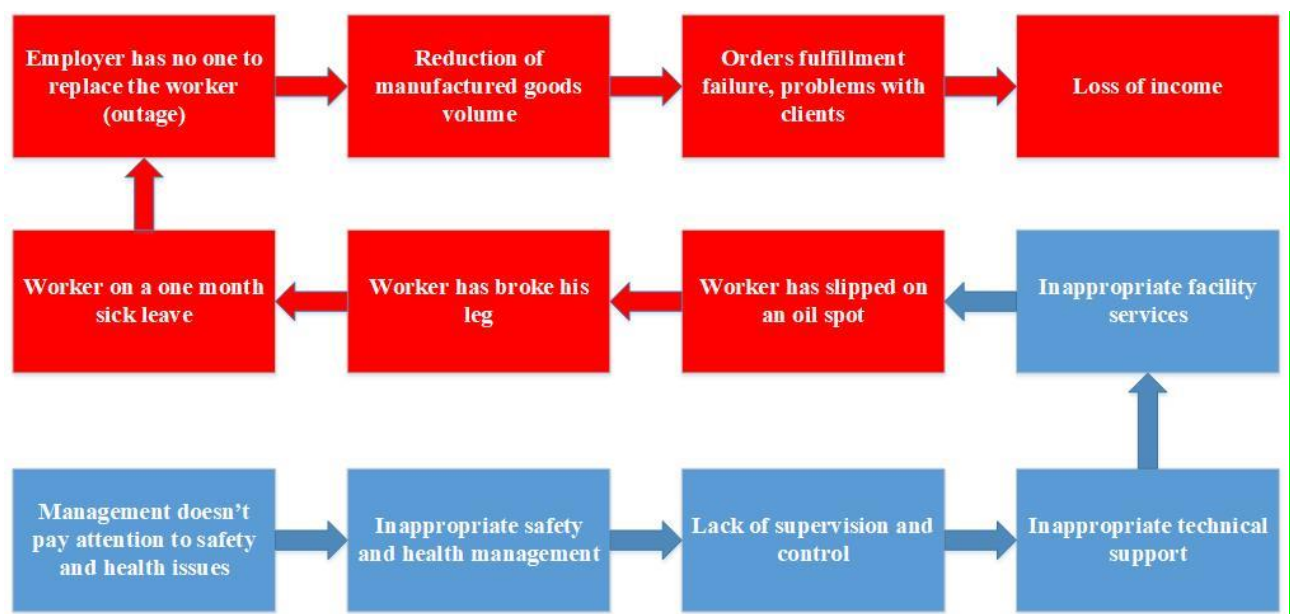 Employer has no one to
replace the worker
(outage)
Reduction of
manufactured goods
volume
Orders fulfillment
failure, problems with
clients
Loss of income
Worker on a one month
sick leave
Worker has broke his
leg
Worker has slipped on
an oil spot
Inappropriate facility
services
Management doesn’t
pay attention to safety
and health issues
Inappropriate safety
and health management
Lack of supervision and
control
Inappropriate technical
support